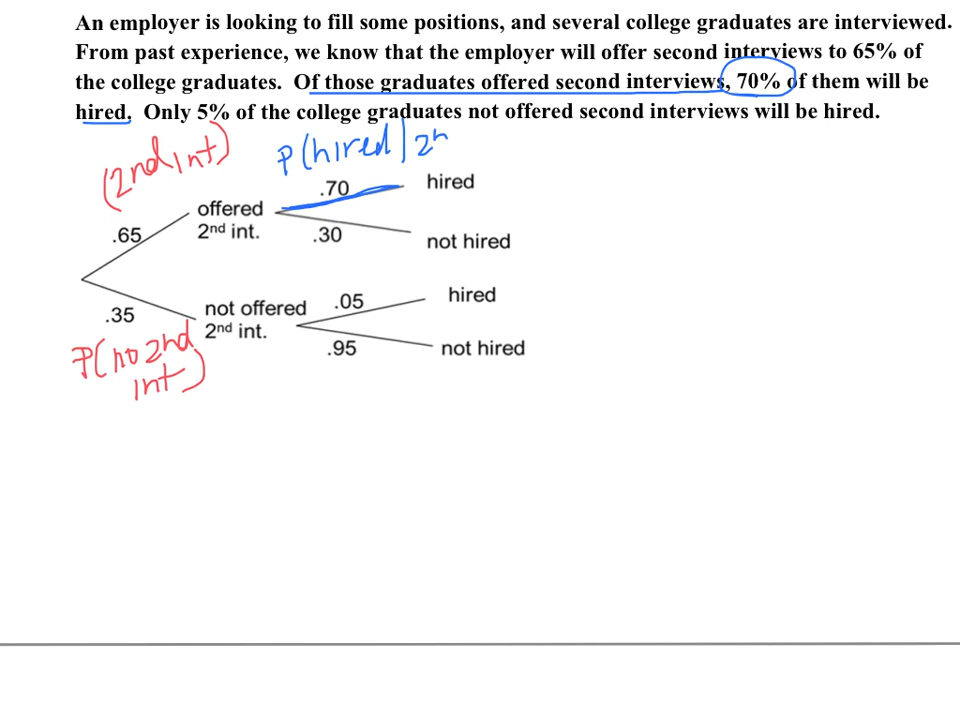 An employer is looking to fill some positions, and several college graduates are interviewed.
From past experience, we know that the employer will offer second interviews to 65% of
the college graduates. Of those graduates offered second interviews, 70% of them will be
hired. Only 5% of the college graduates not offered second interviews will be hired.
(2nd int)
P(hired | 2n
.70
hired
offered
2nd int.
.65
.30
not hired
.35
not offered
2nd int.
.05
hired
.95
not hired
P(no 2nd
int)